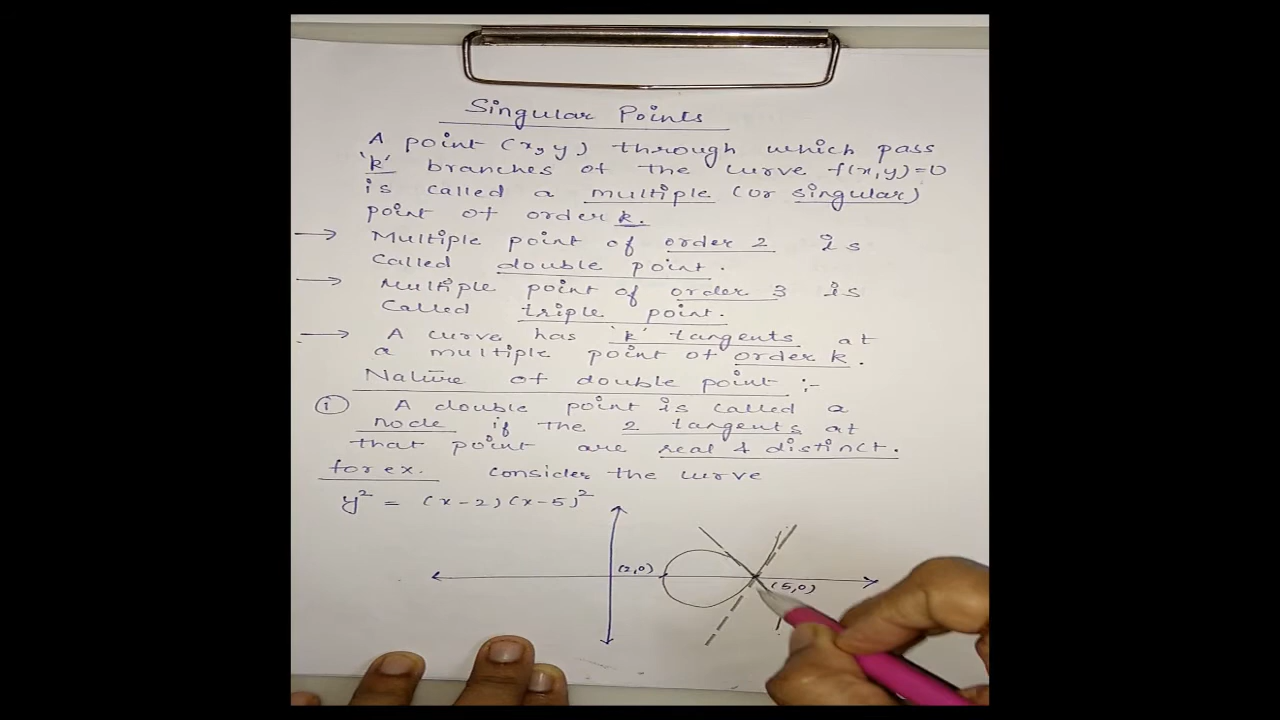 Singular Points
A point (x, y) through which pass
'k' branches of the curve f(x,y)=0
is called a multiple (or singular)
point of order k.
→ Multiple point of order 2 is
called double point.
→ Multiple point of order 3 is
called triple point.
→ A curve has 'k' tangents at
a multiple point of order k.
Nature of double point :-
(i) A double point is called a
node if the 2 tangents at
that point are real & distinct.
for ex. consider the curve
y² = (x-2)(x-5)²
(2,0)
(5,0)